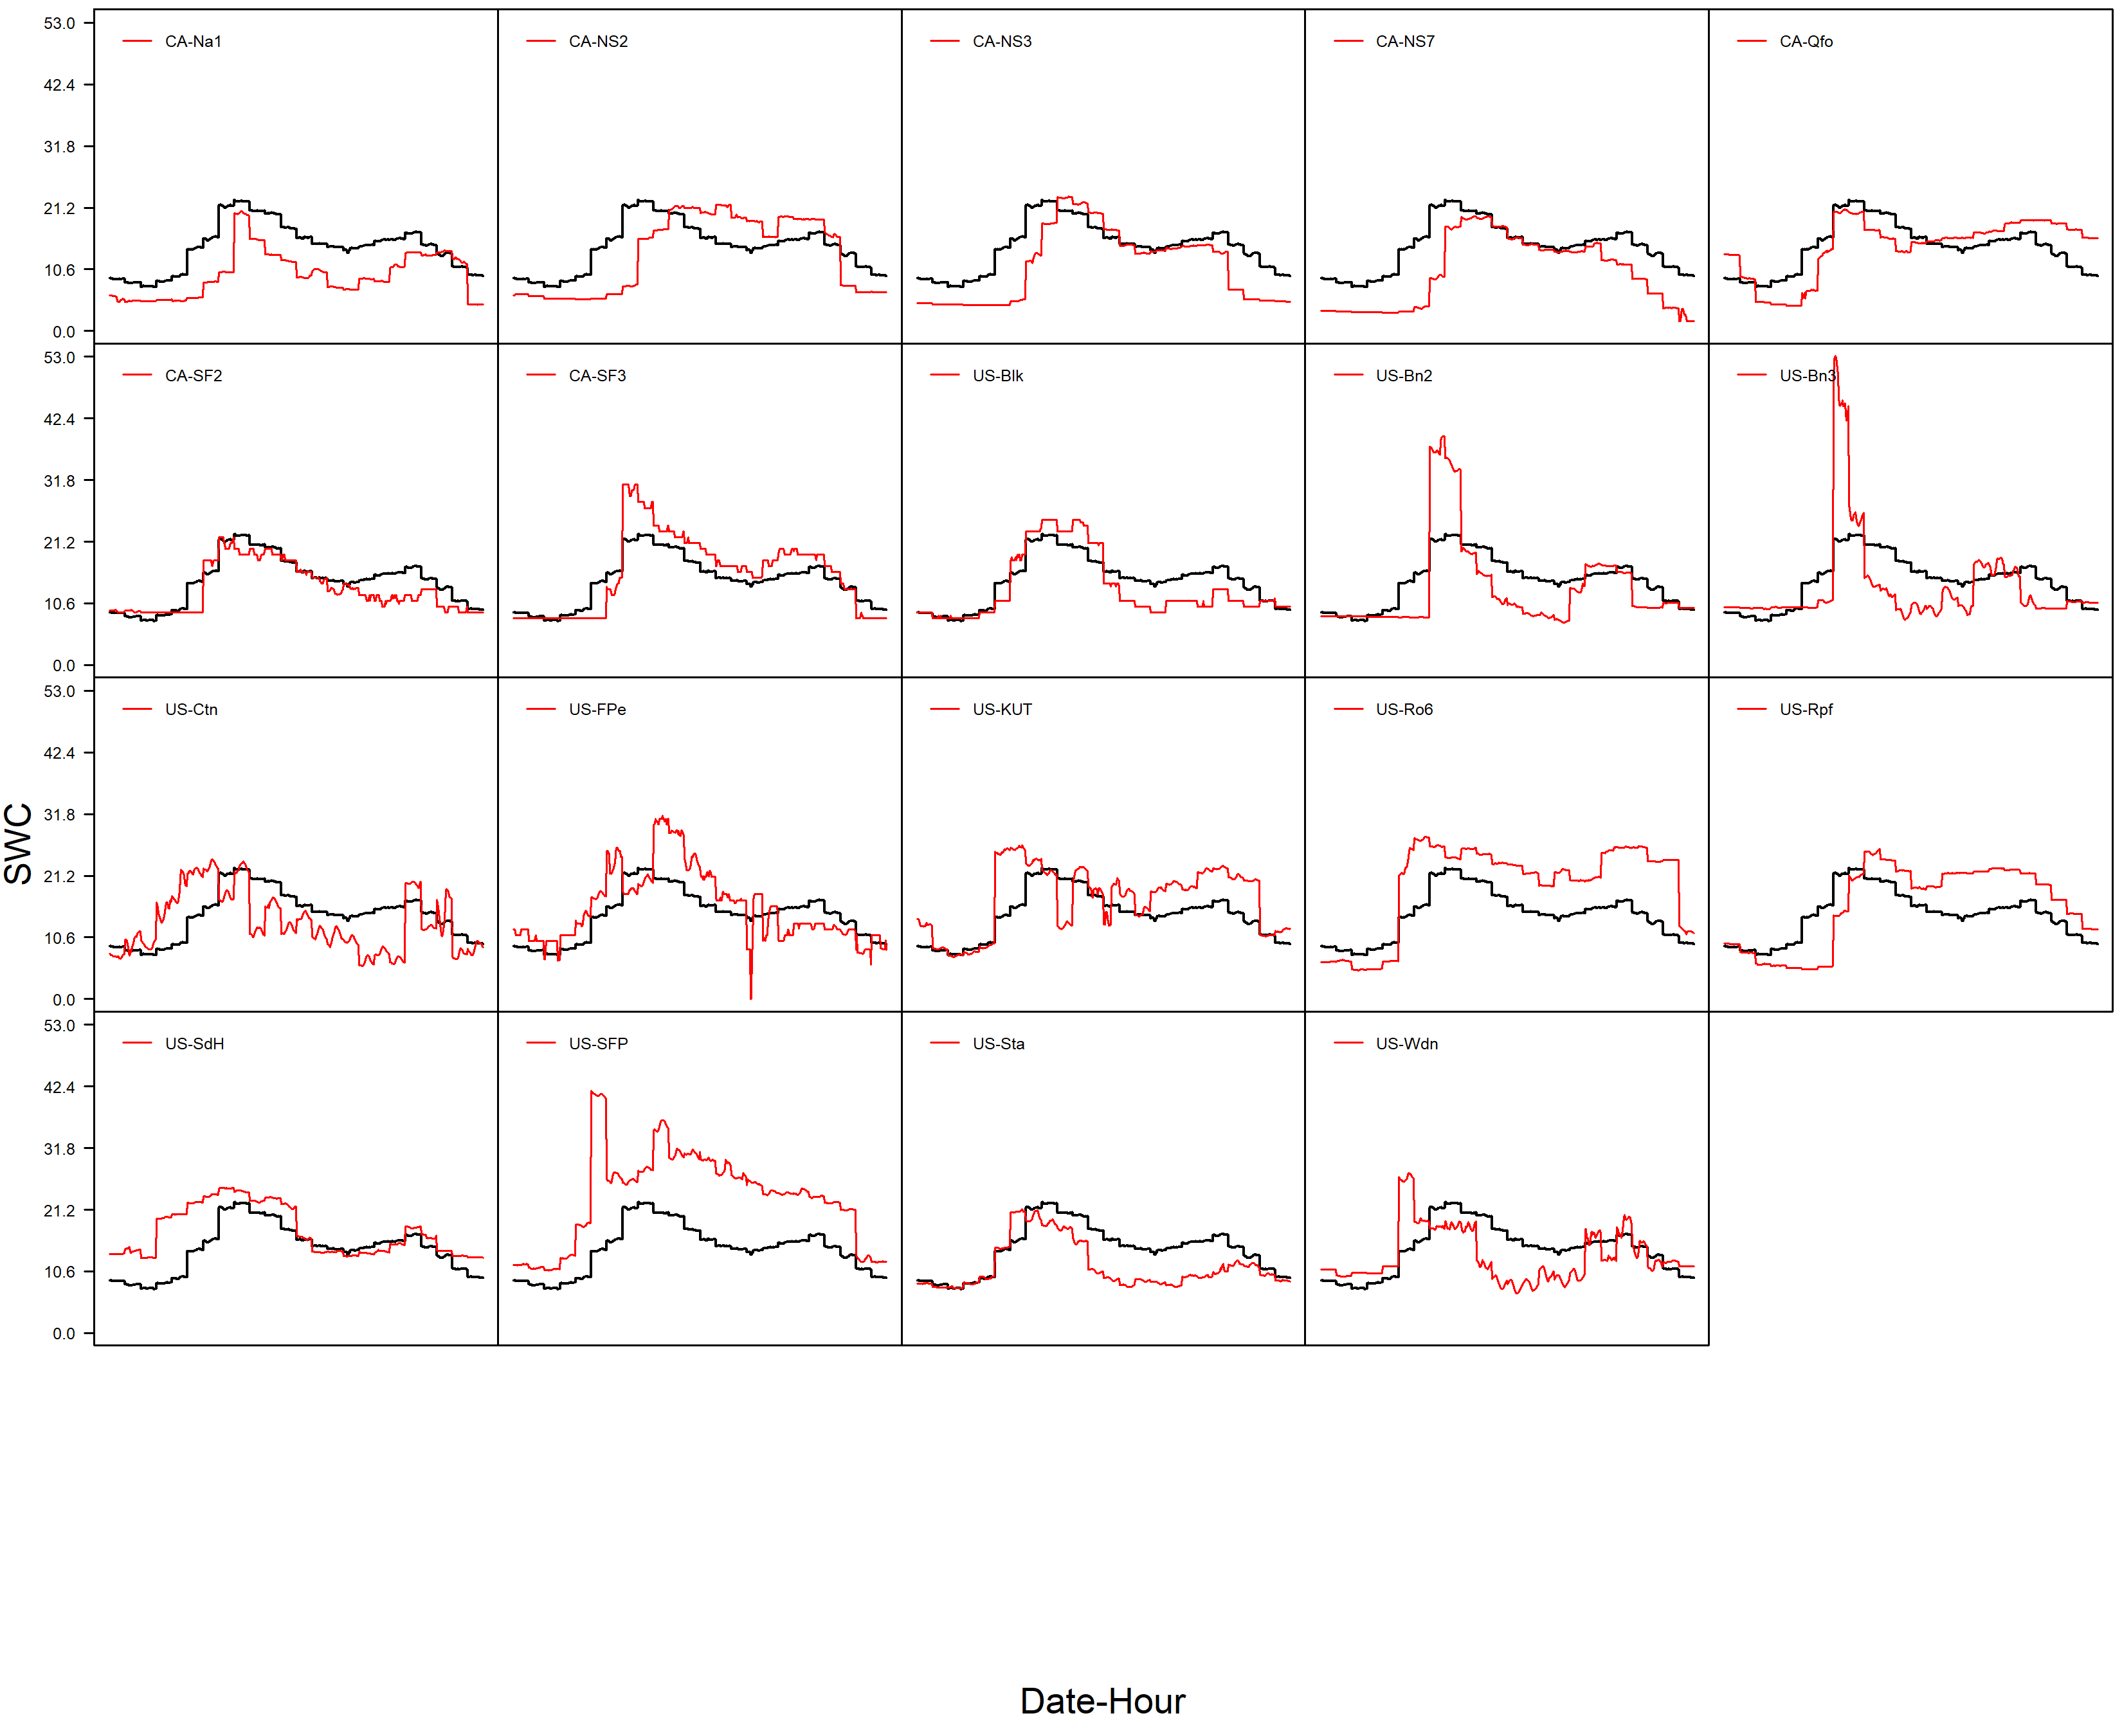 53.0
42.4
31.8
21.2
10.6
0.0
CA-Na1
CA-NS2
CA-NS3
CA-NS7
CA-Qfo
53.0
42.4
31.8
21.2
10.6
0.0
CA-SF2
CA-SF3
US-Blk
US-Bn2
US-Bn3
53.0
42.4
31.8
21.2
10.6
0.0
US-Ctn
US-FPe
US-KUT
US-Ro6
US-Rpf
SWC
53.0
42.4
31.8
21.2
10.6
0.0
US-SdH
US-SFP
US-Sta
US-Wdn
Date-Hour